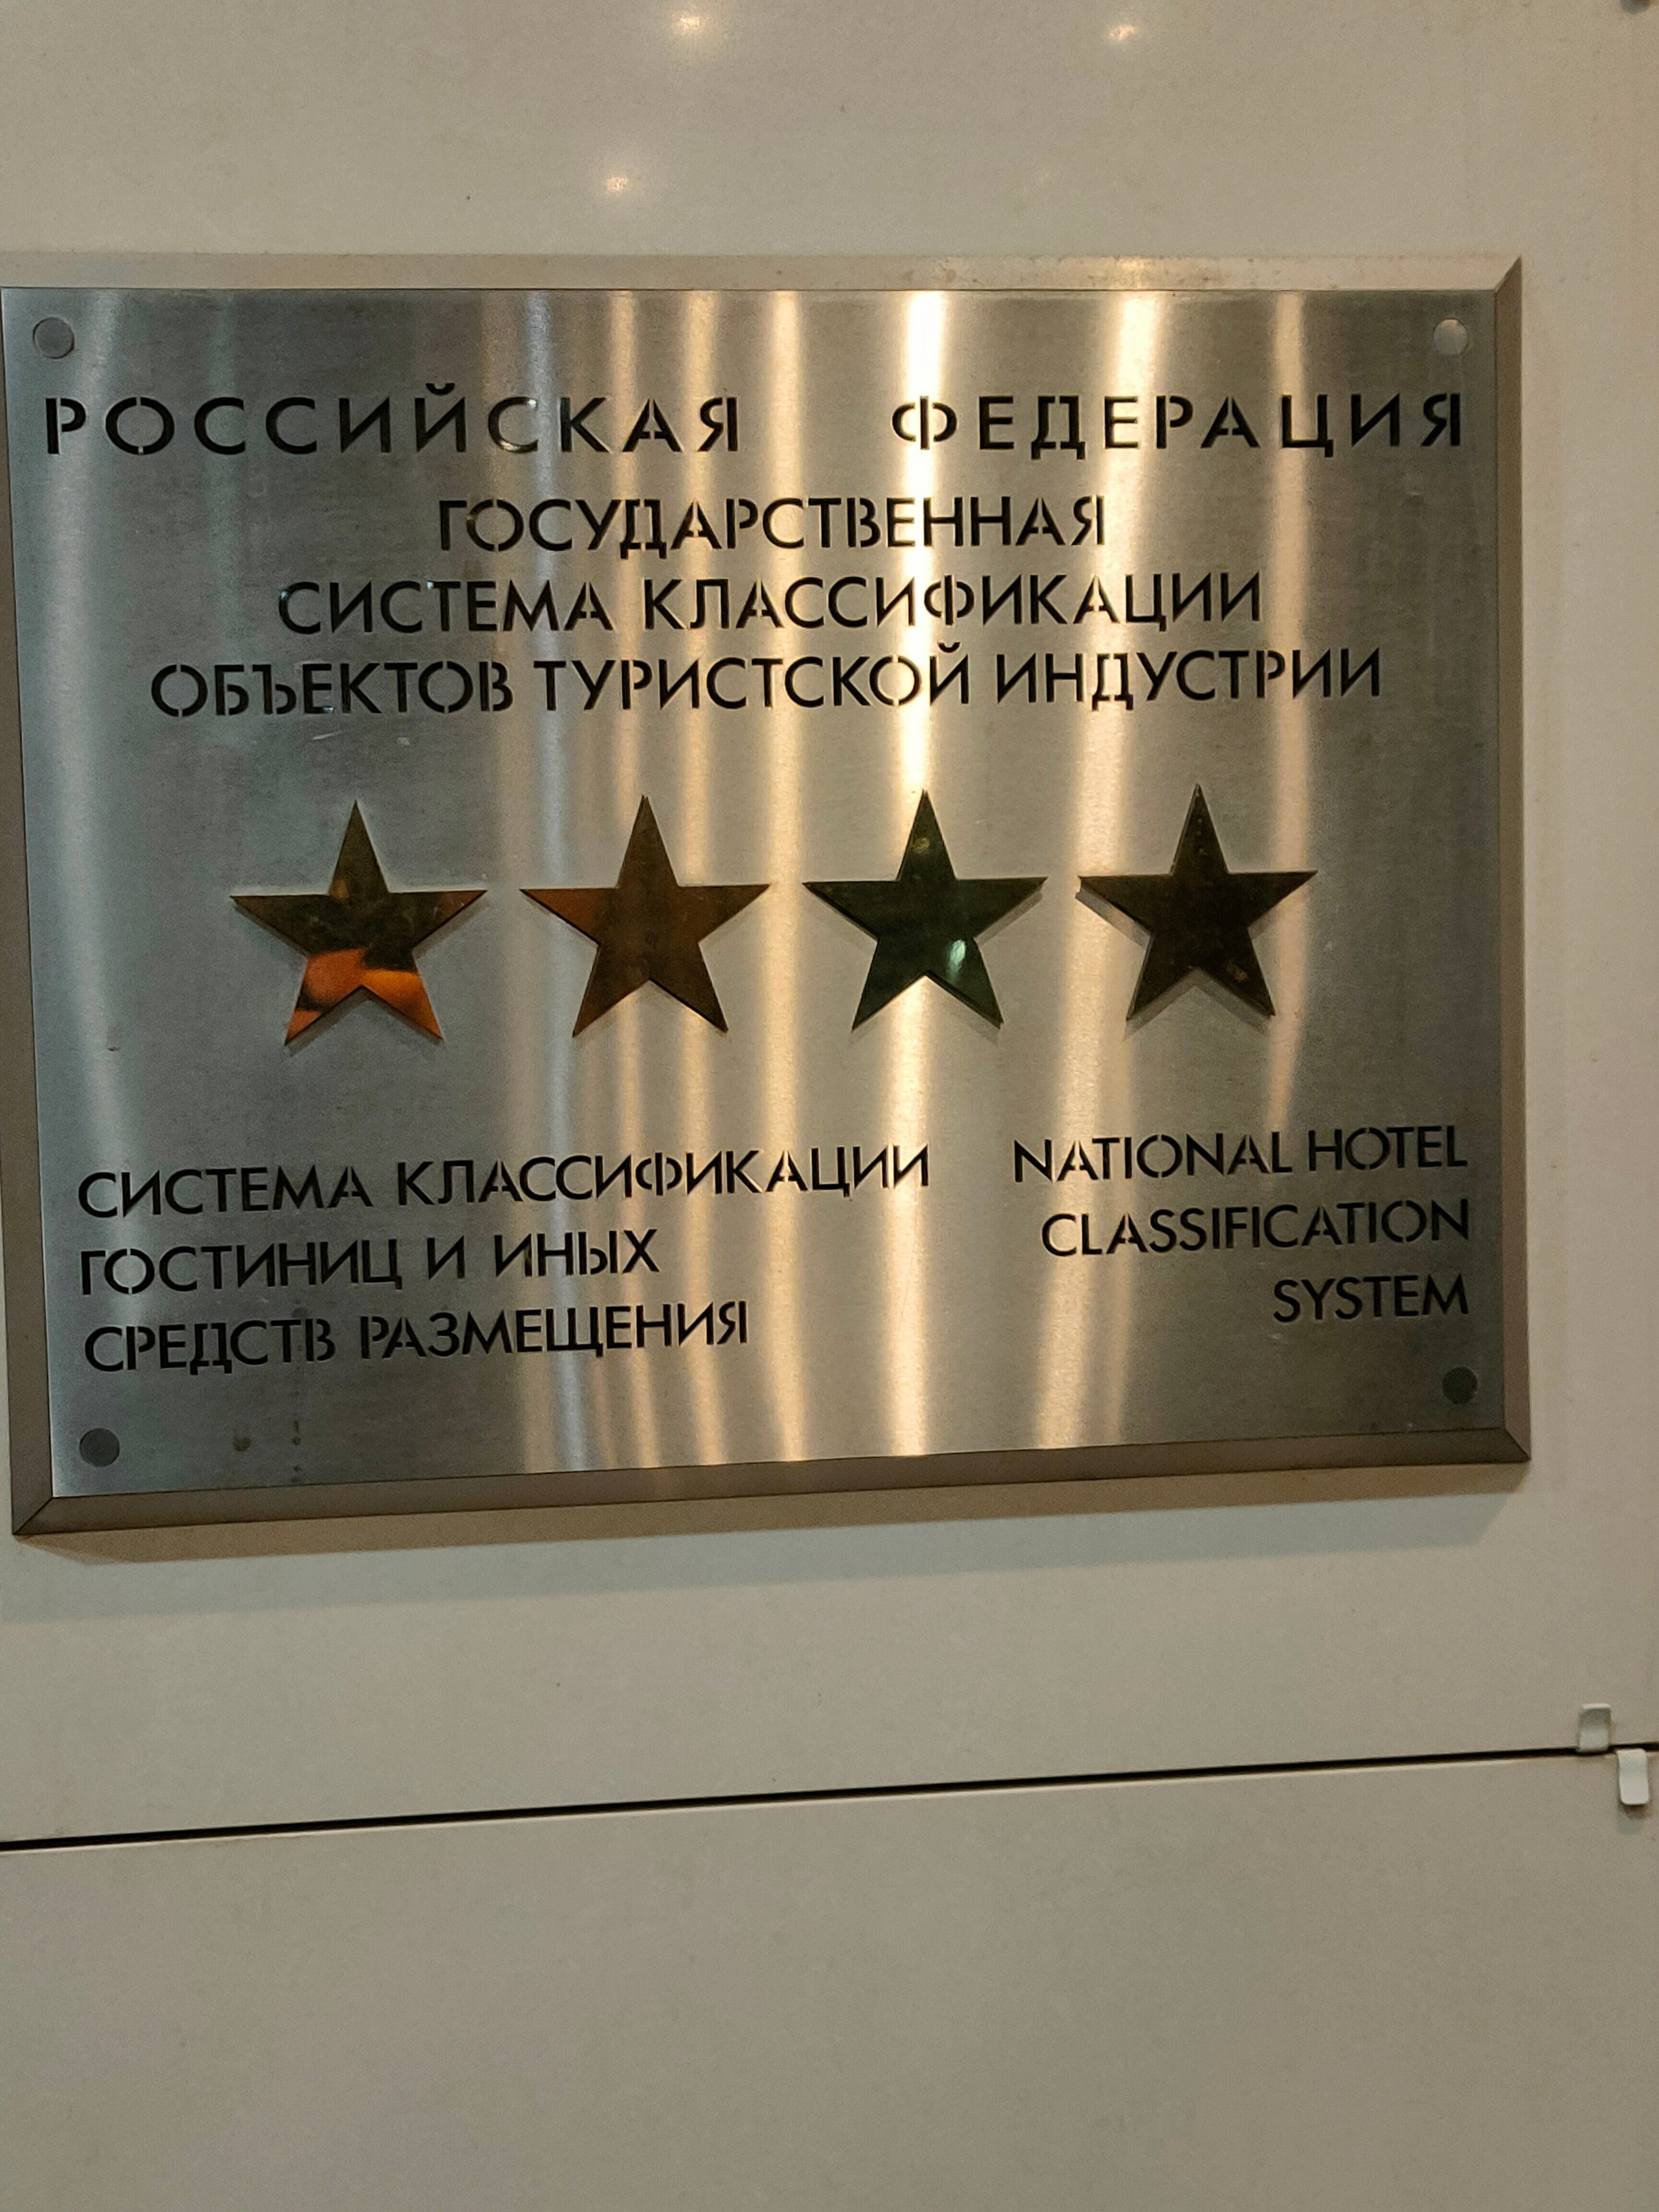 РОССИЙСКАЯ ФЕДЕРАЦИЯ
ГОСУДАРСТВЕННАЯ
СИСТЕМА КЛАССИФИКАЦИИ
ОБЪЕКТОВ ТУРИСТСКОЙ ИНДУСТРИИ
СИСТЕМА КЛАССИФИКАЦИИ
ГОСТИНИЦ И ИНЫХ
СРЕДСТВ РАЗМЕЩЕНИЯ
NATIONAL HOTEL
CLASSIFICATION
SYSTEM